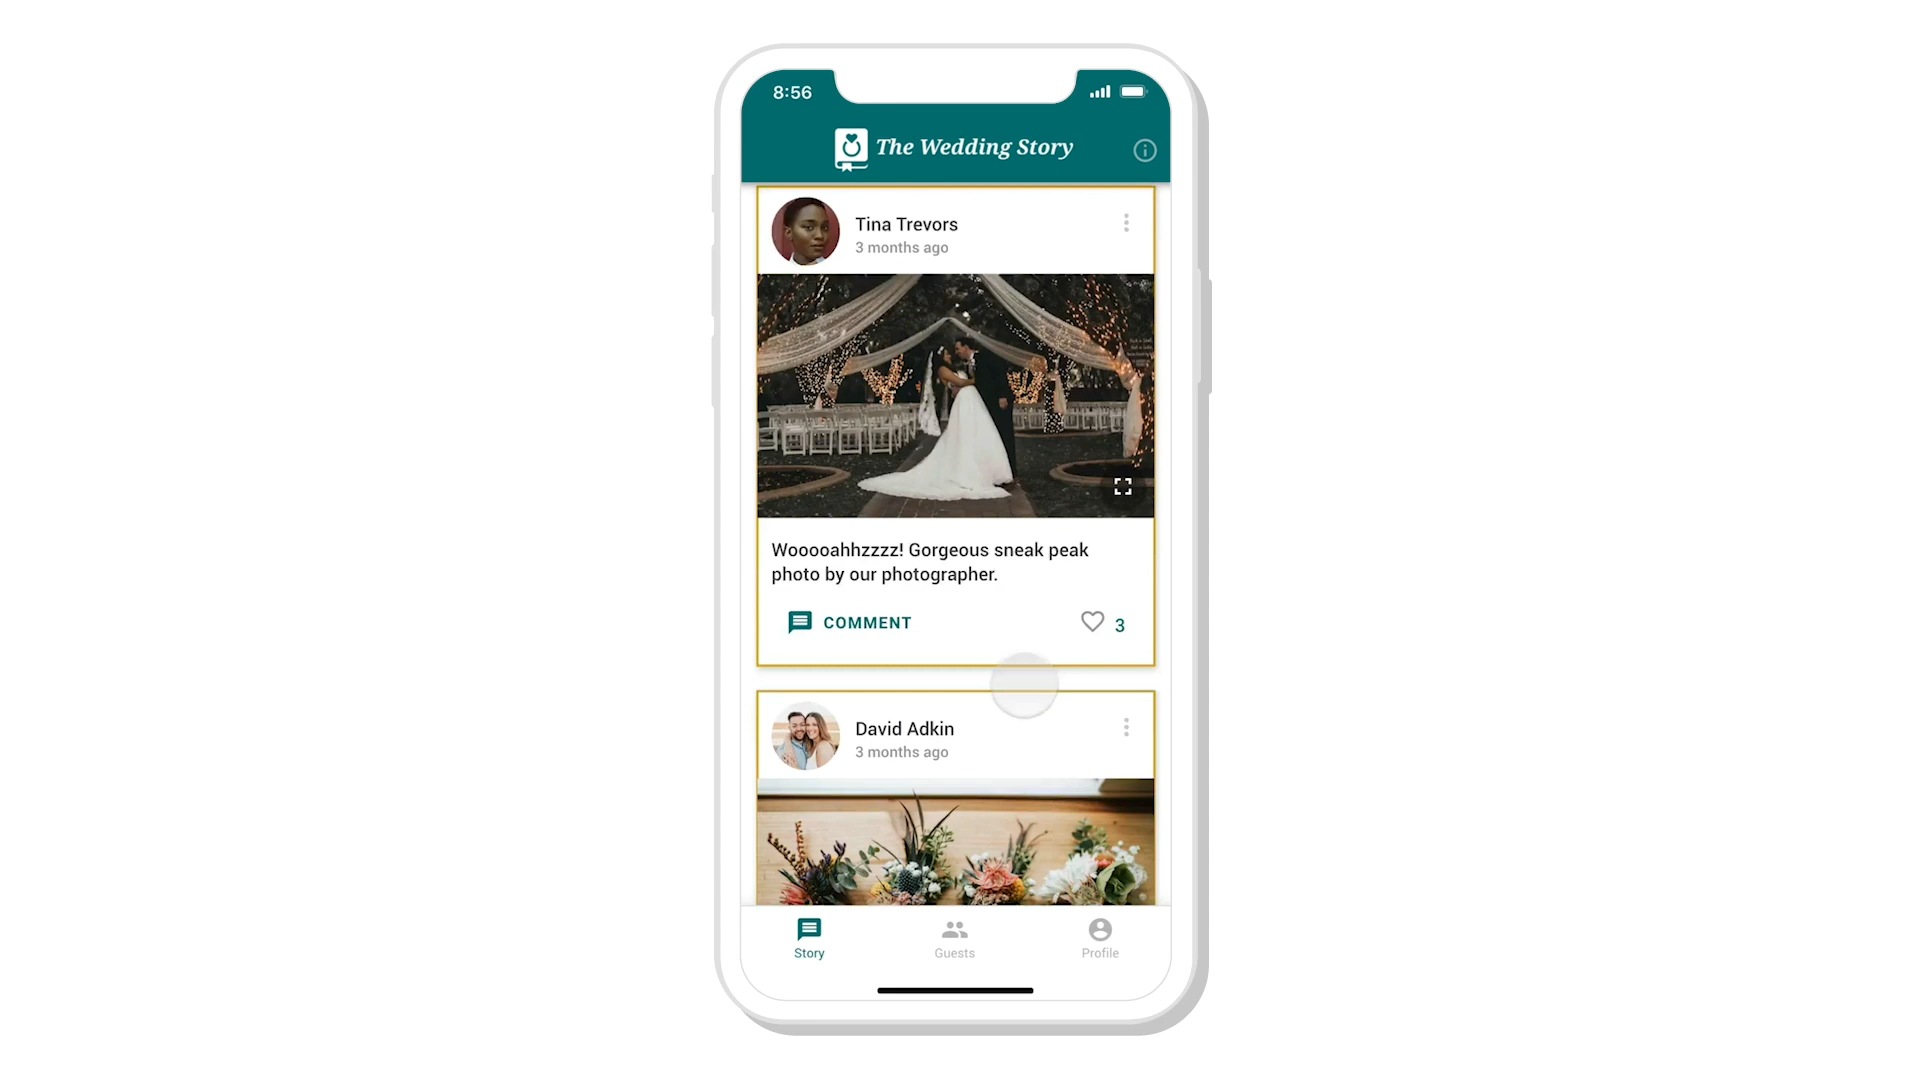 8:56
The Wedding Story
Tina Trevors
3 months ago
Wooooahhzzzz! Gorgeous sneak peak
photo by our photographer.
COMMENT
3
David Adkin
3 months ago
Story
Guests
Profile